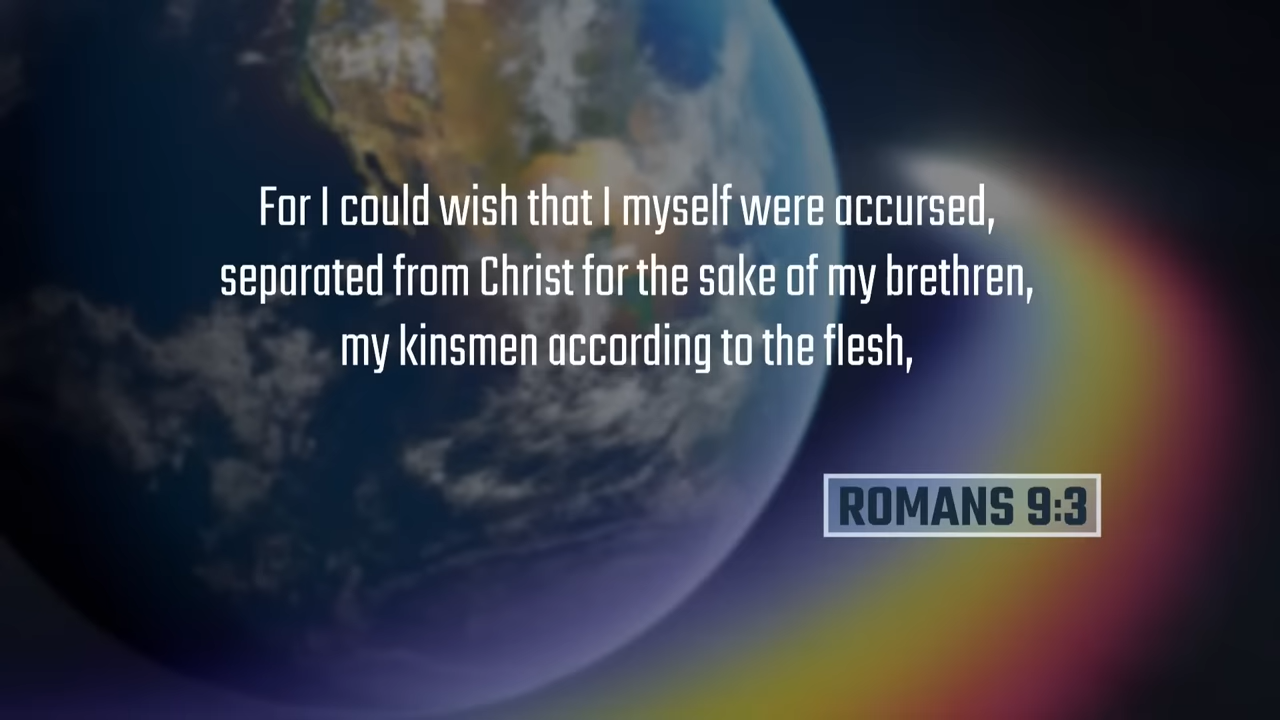 For I could wish that I myself were accursed,
separated from Christ for the sake of my brethren,
my kinsmen according to the flesh,
ROMANS 9:3